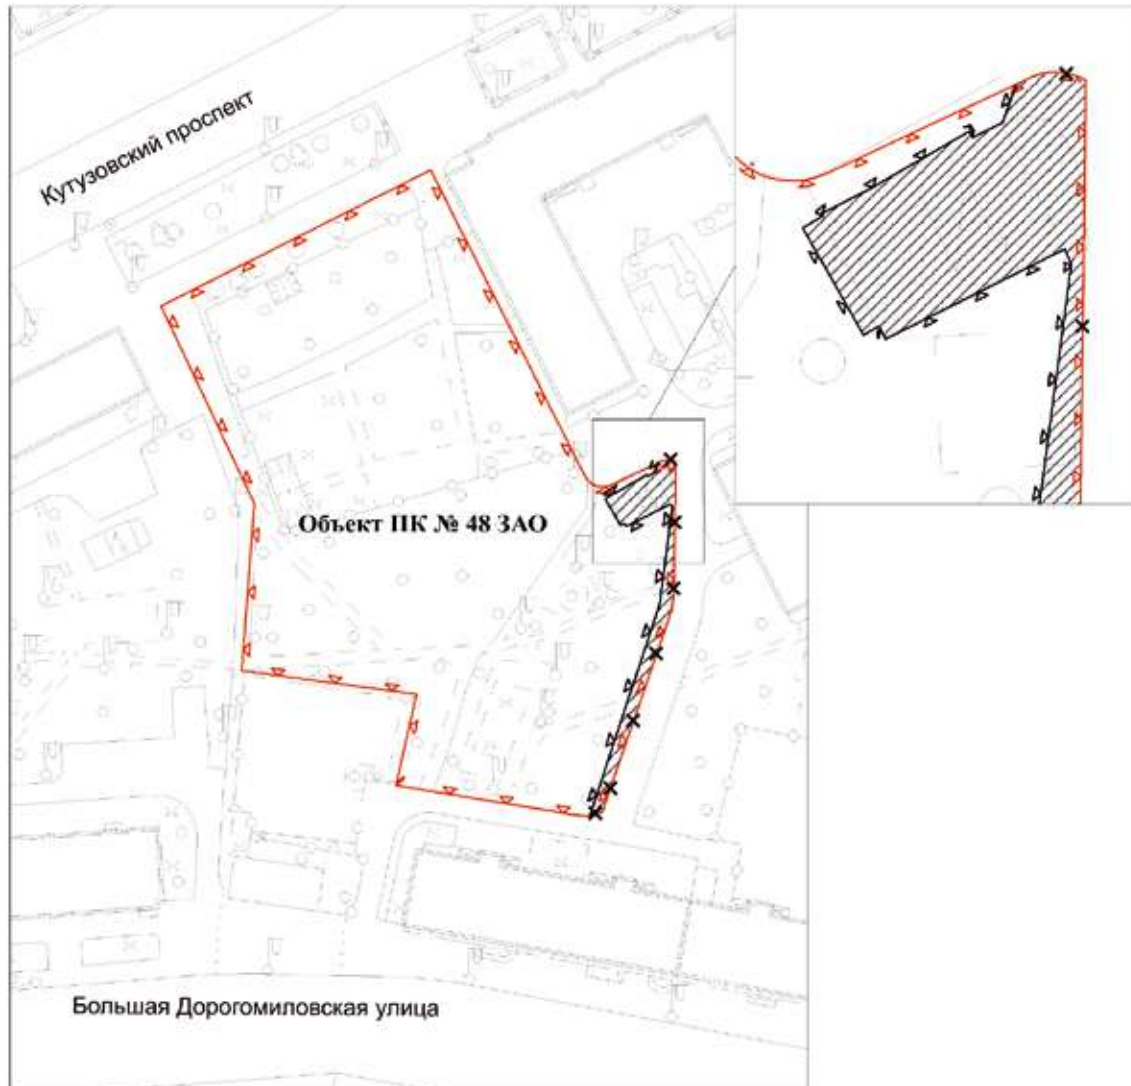 Кутузовский проспект
Объект ПК № 48 ЗАО
Большая Дорогомиловская улица